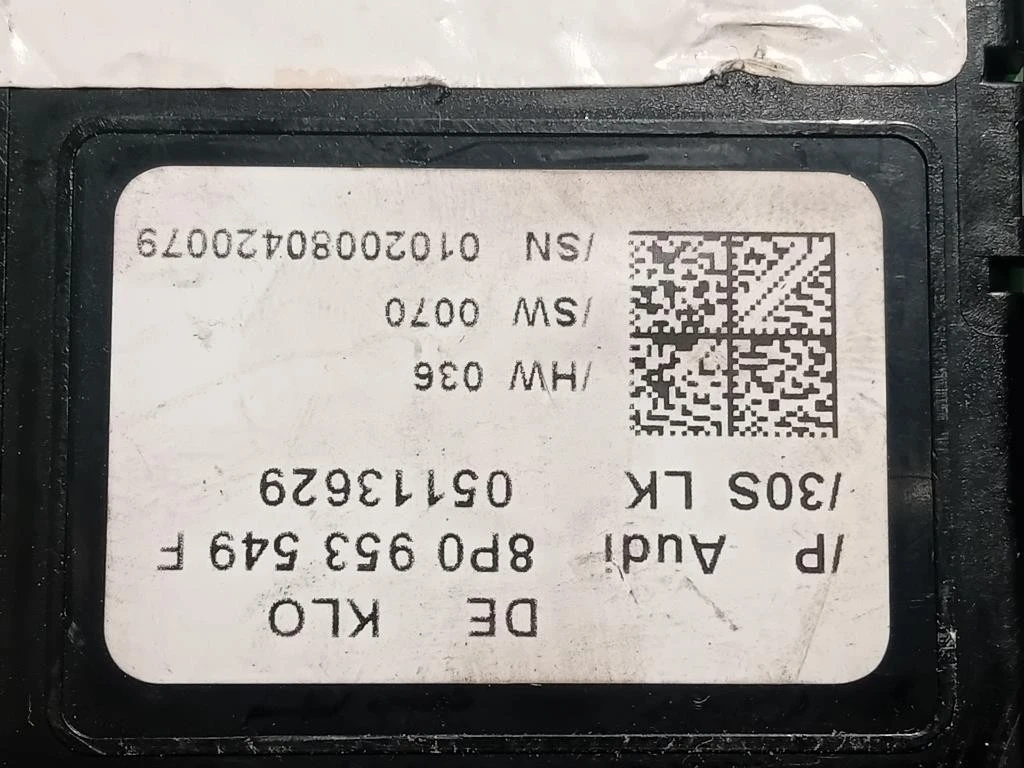 DE KLO
/P Audi 8P0 953 549 F
/30S LK 05113629
/HW 036
/SW 0070
/SN 01020080420079